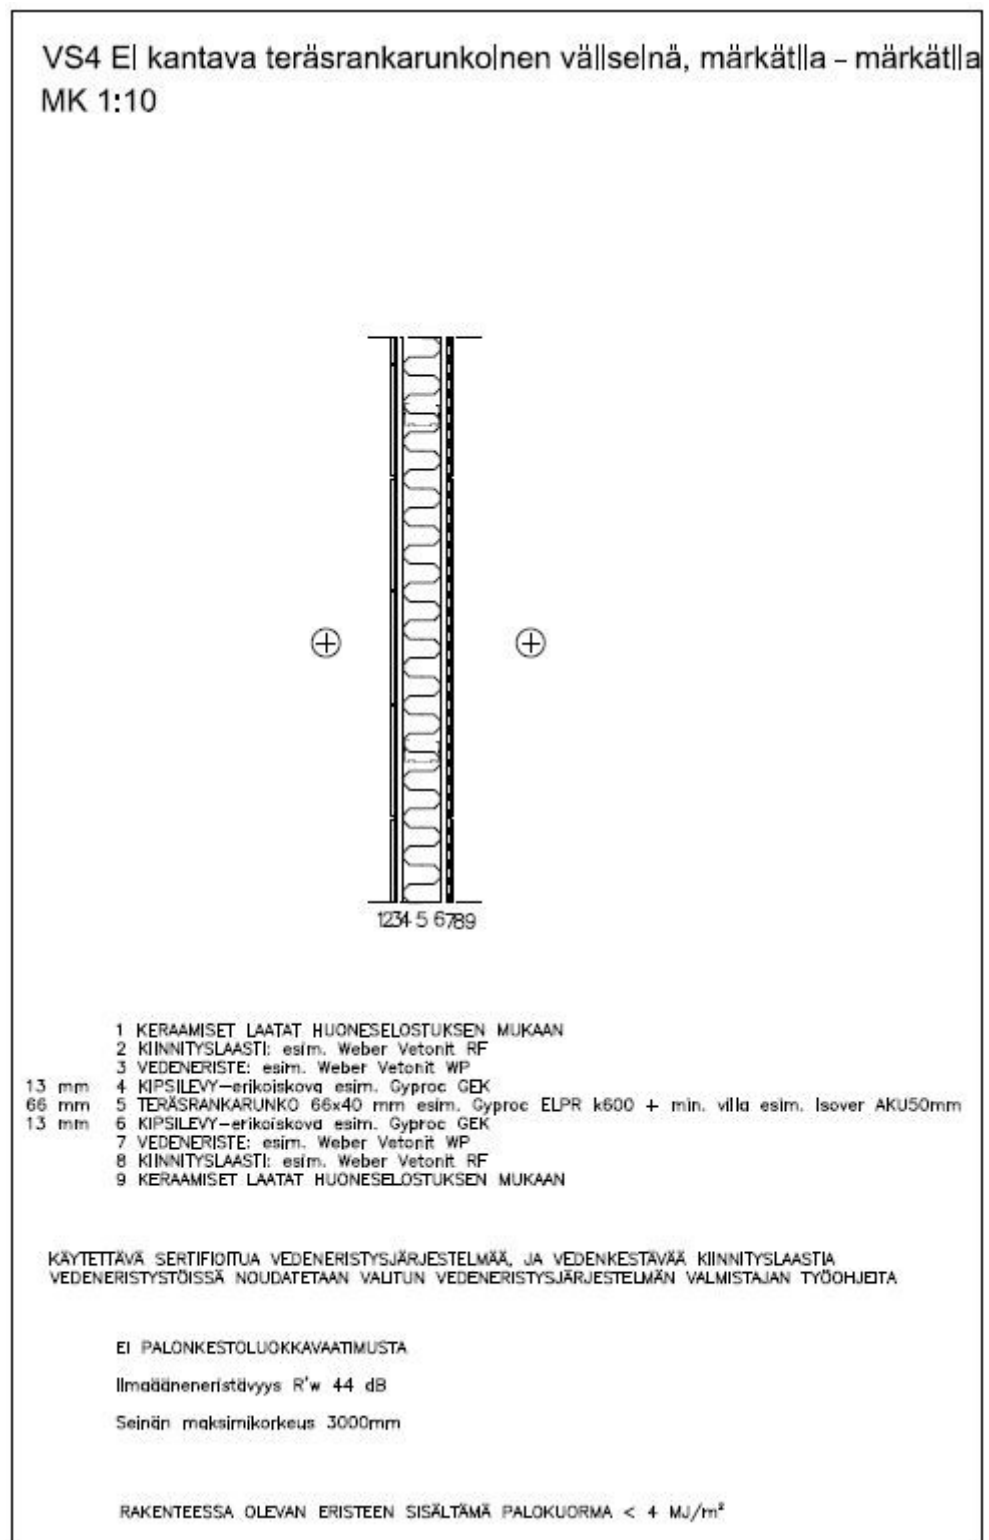 VS4 EI kantava teräsrankarunkoinen väliseinä, märkätila – märkätila
MK 1:10
1234 5 6789
1 KERAAMISET LAATAT HUONESELOSTUKSEN MUKAAN
2 KIINNITYSLAASTI: esim. Weber Vetonit RF
3 VEDENERISTE: esim. Weber Vetonit WP
13 mm 4 KIPSILEVY–erikoiskova esim. Gyproc GEK
66 mm 5 TERÄSRANKARUNKO 66x40 mm esim. Gyproc ELPR k600 + min. villa esim. Isover AKU50mm
13 mm 6 KIPSILEVY–erikoiskova esim. Gyproc GEK
7 VEDENERISTE: esim. Weber Vetonit WP
8 KIINNITYSLAASTI: esim. Weber Vetonit RF
9 KERAAMISET LAATAT HUONESELOSTUKSEN MUKAAN
KÄYTETTÄVÄ SERTIFIOITUA VEDENERISTYSJÄRJESTELMÄÄ, JA VEDENKESTÄVÄÄ KIINNITYSLAASTIA
VEDENERISTYSTÖISSÄ NOUDATETAAN VALITUN VEDENERISTYSJÄRJESTELMÄN VALMISTAJAN TYÖOHJEITA
EI PALONKESTOLUOKKAVAATIMUSTA
Ilmaääneneristävyys R'w 44 dB
Seinän maksimikorkeus 3000mm
RAKENTEESSA OLEVAN ERISTEEN SISÄLTÄMÄ PALOKUORMA < 4 MJ/m²